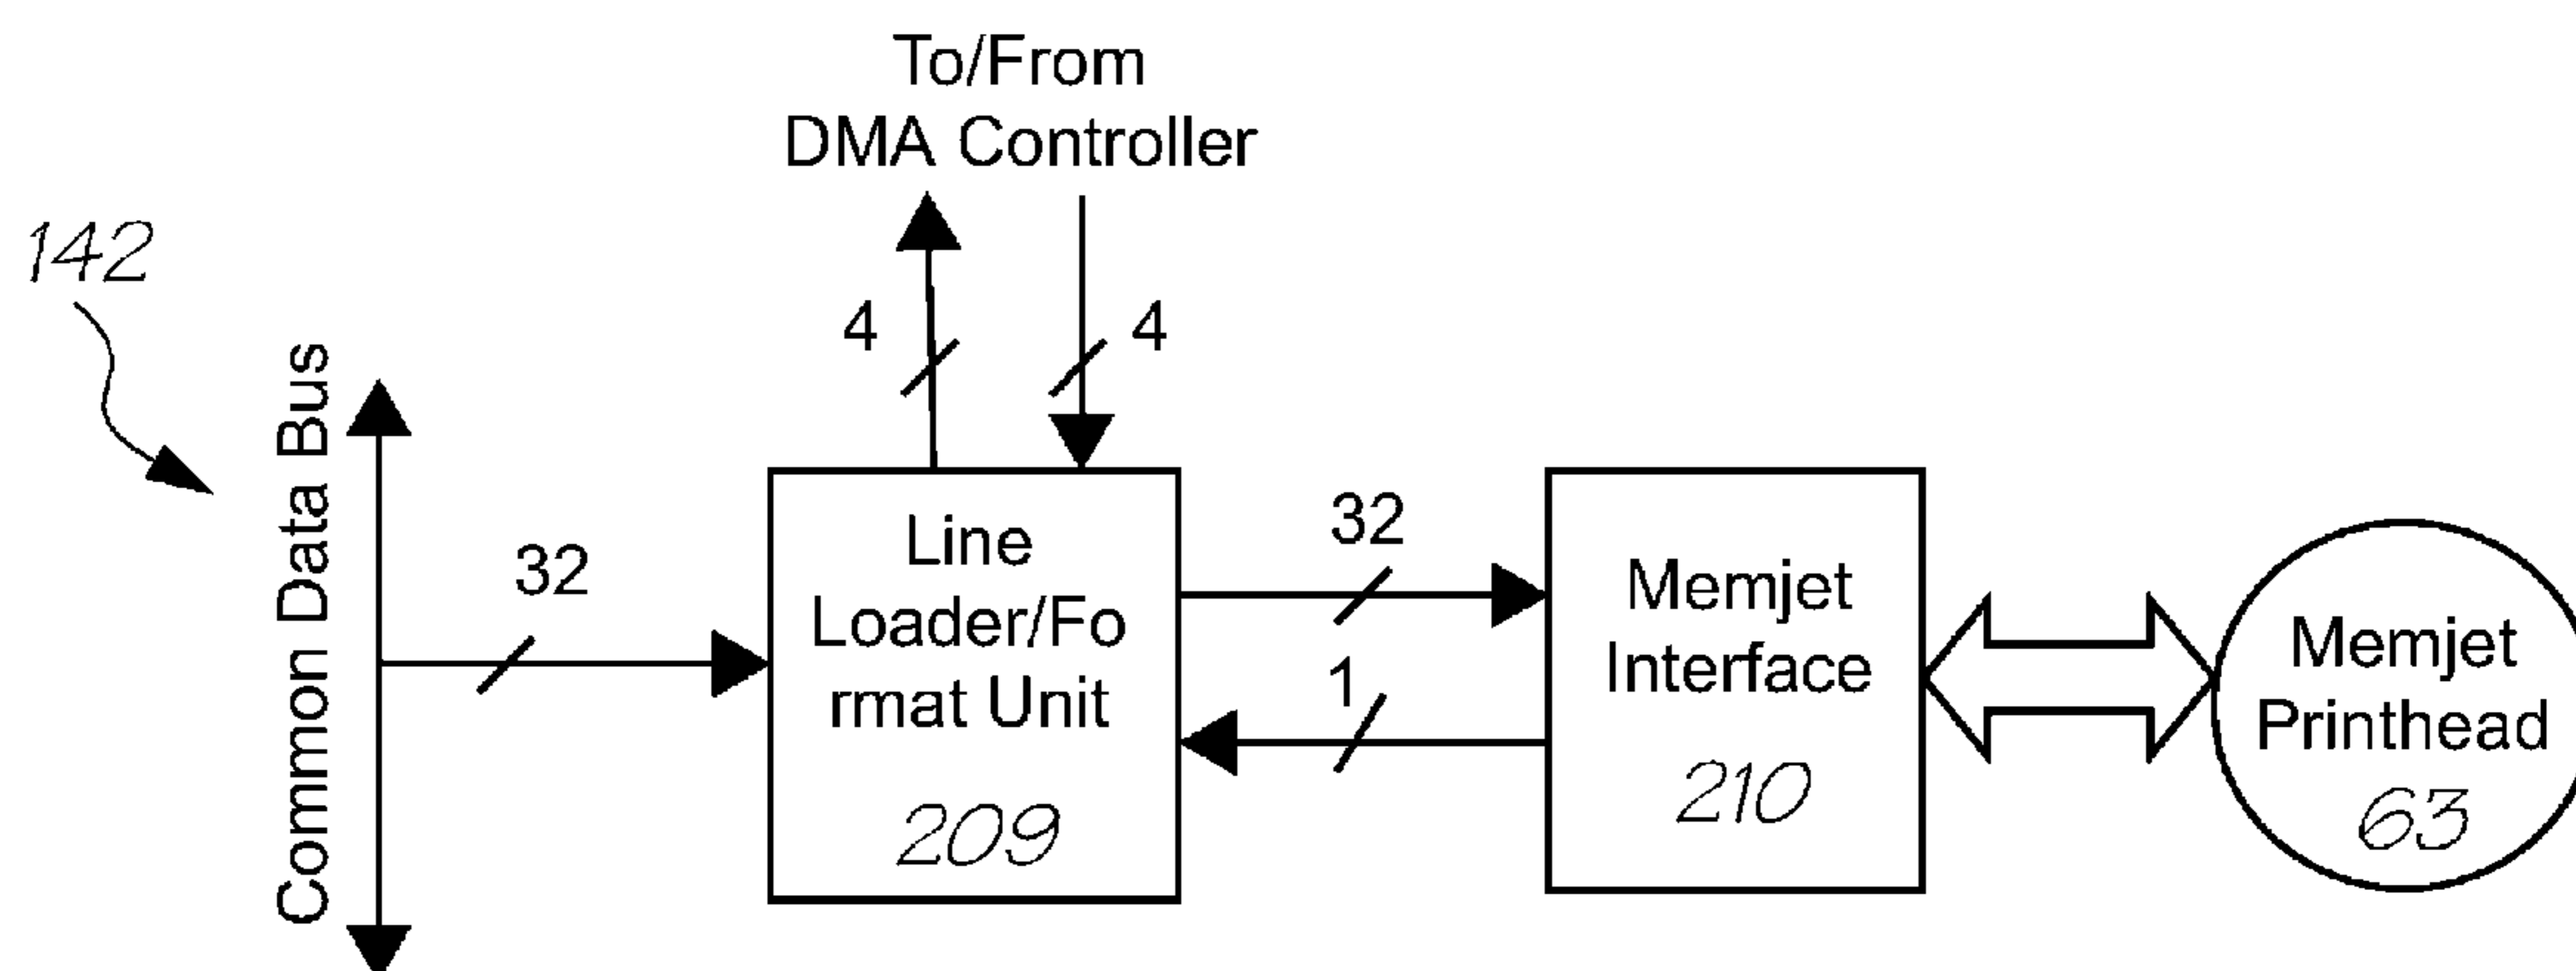 To/From
DMA Controller
142
4
4
Common Data Bus
32
Line
Loader/Fo
rmat Unit
209
32
1
Memjet
Interface
210
Memjet
Printhead
63